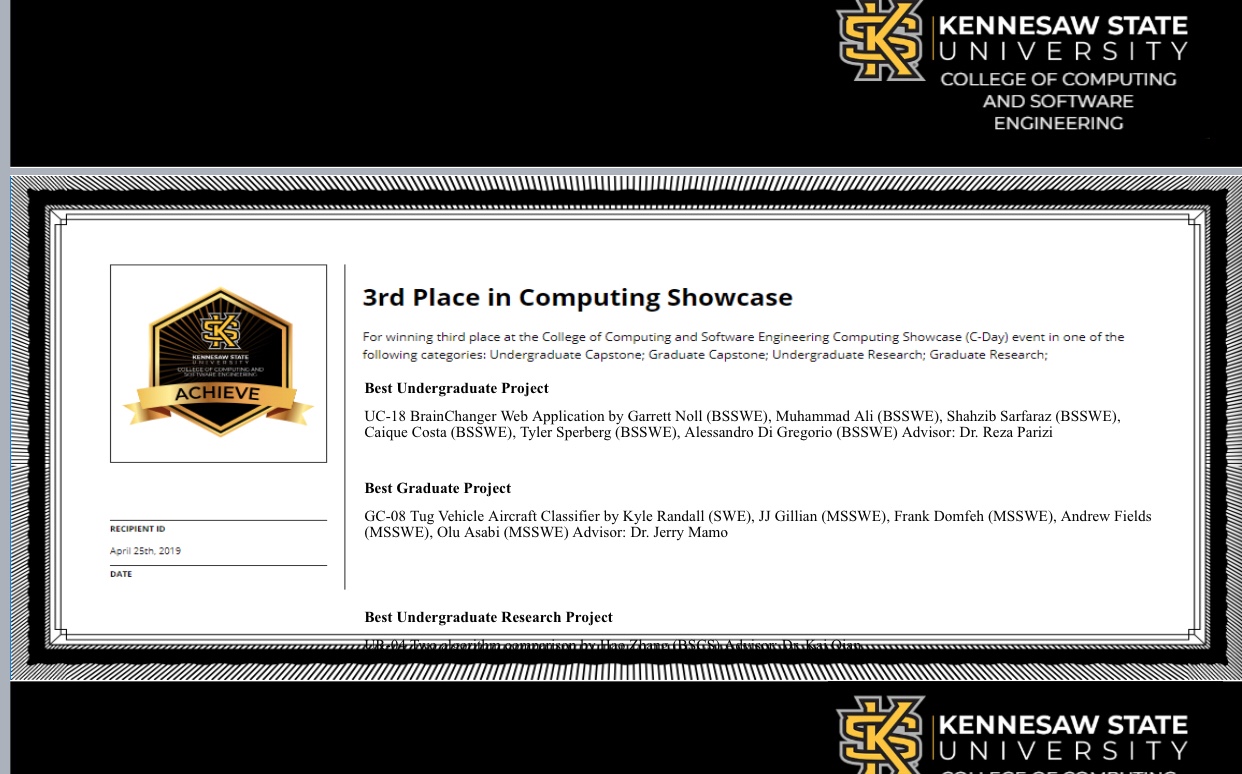 KENNESAW STATE
UNIVERSITY
COLLEGE OF COMPUTING
AND SOFTWARE
ENGINEERING
KENNESAW STATE
UNIVERSITY
COLLEGE OF COMPUTING AND
SOFTWARE ENGINEERING
ACHIEVE
RECIPIENT ID
April 25th, 2019
DATE
3rd Place in Computing Showcase
For winning third place at the College of Computing and Software Engineering Computing Showcase (C-Day) event in one of the
following categories: Undergraduate Capstone; Graduate Capstone; Undergraduate Research; Graduate Research;
Best Undergraduate Project
UC-18 BrainChanger Web Application by Garrett Noll (BSSWE), Muhammad Ali (BSSWE), Shahzib Sarfaraz (BSSWE),
Caique Costa (BSSWE), Tyler Sperberg (BSSWE), Alessandro Di Gregorio (BSSWE) Advisor: Dr. Reza Parizi
Best Graduate Project
GC-08 Tug Vehicle Aircraft Classifier by Kyle Randall (SWE), JJ Gillian (MSSWE), Frank Domfeh (MSSWE), Andrew Fields
(MSSWE), Olu Asabi (MSSWE) Advisor: Dr. Jerry Mamo
Best Undergraduate Research Project
UR-04 Two algorithm comparison by Hao Zhang (BSCS) Advisor: Dr. Kai Qian
KENNESAW STATE
UNIVERSITY
COLLEGE OF COMPUTING